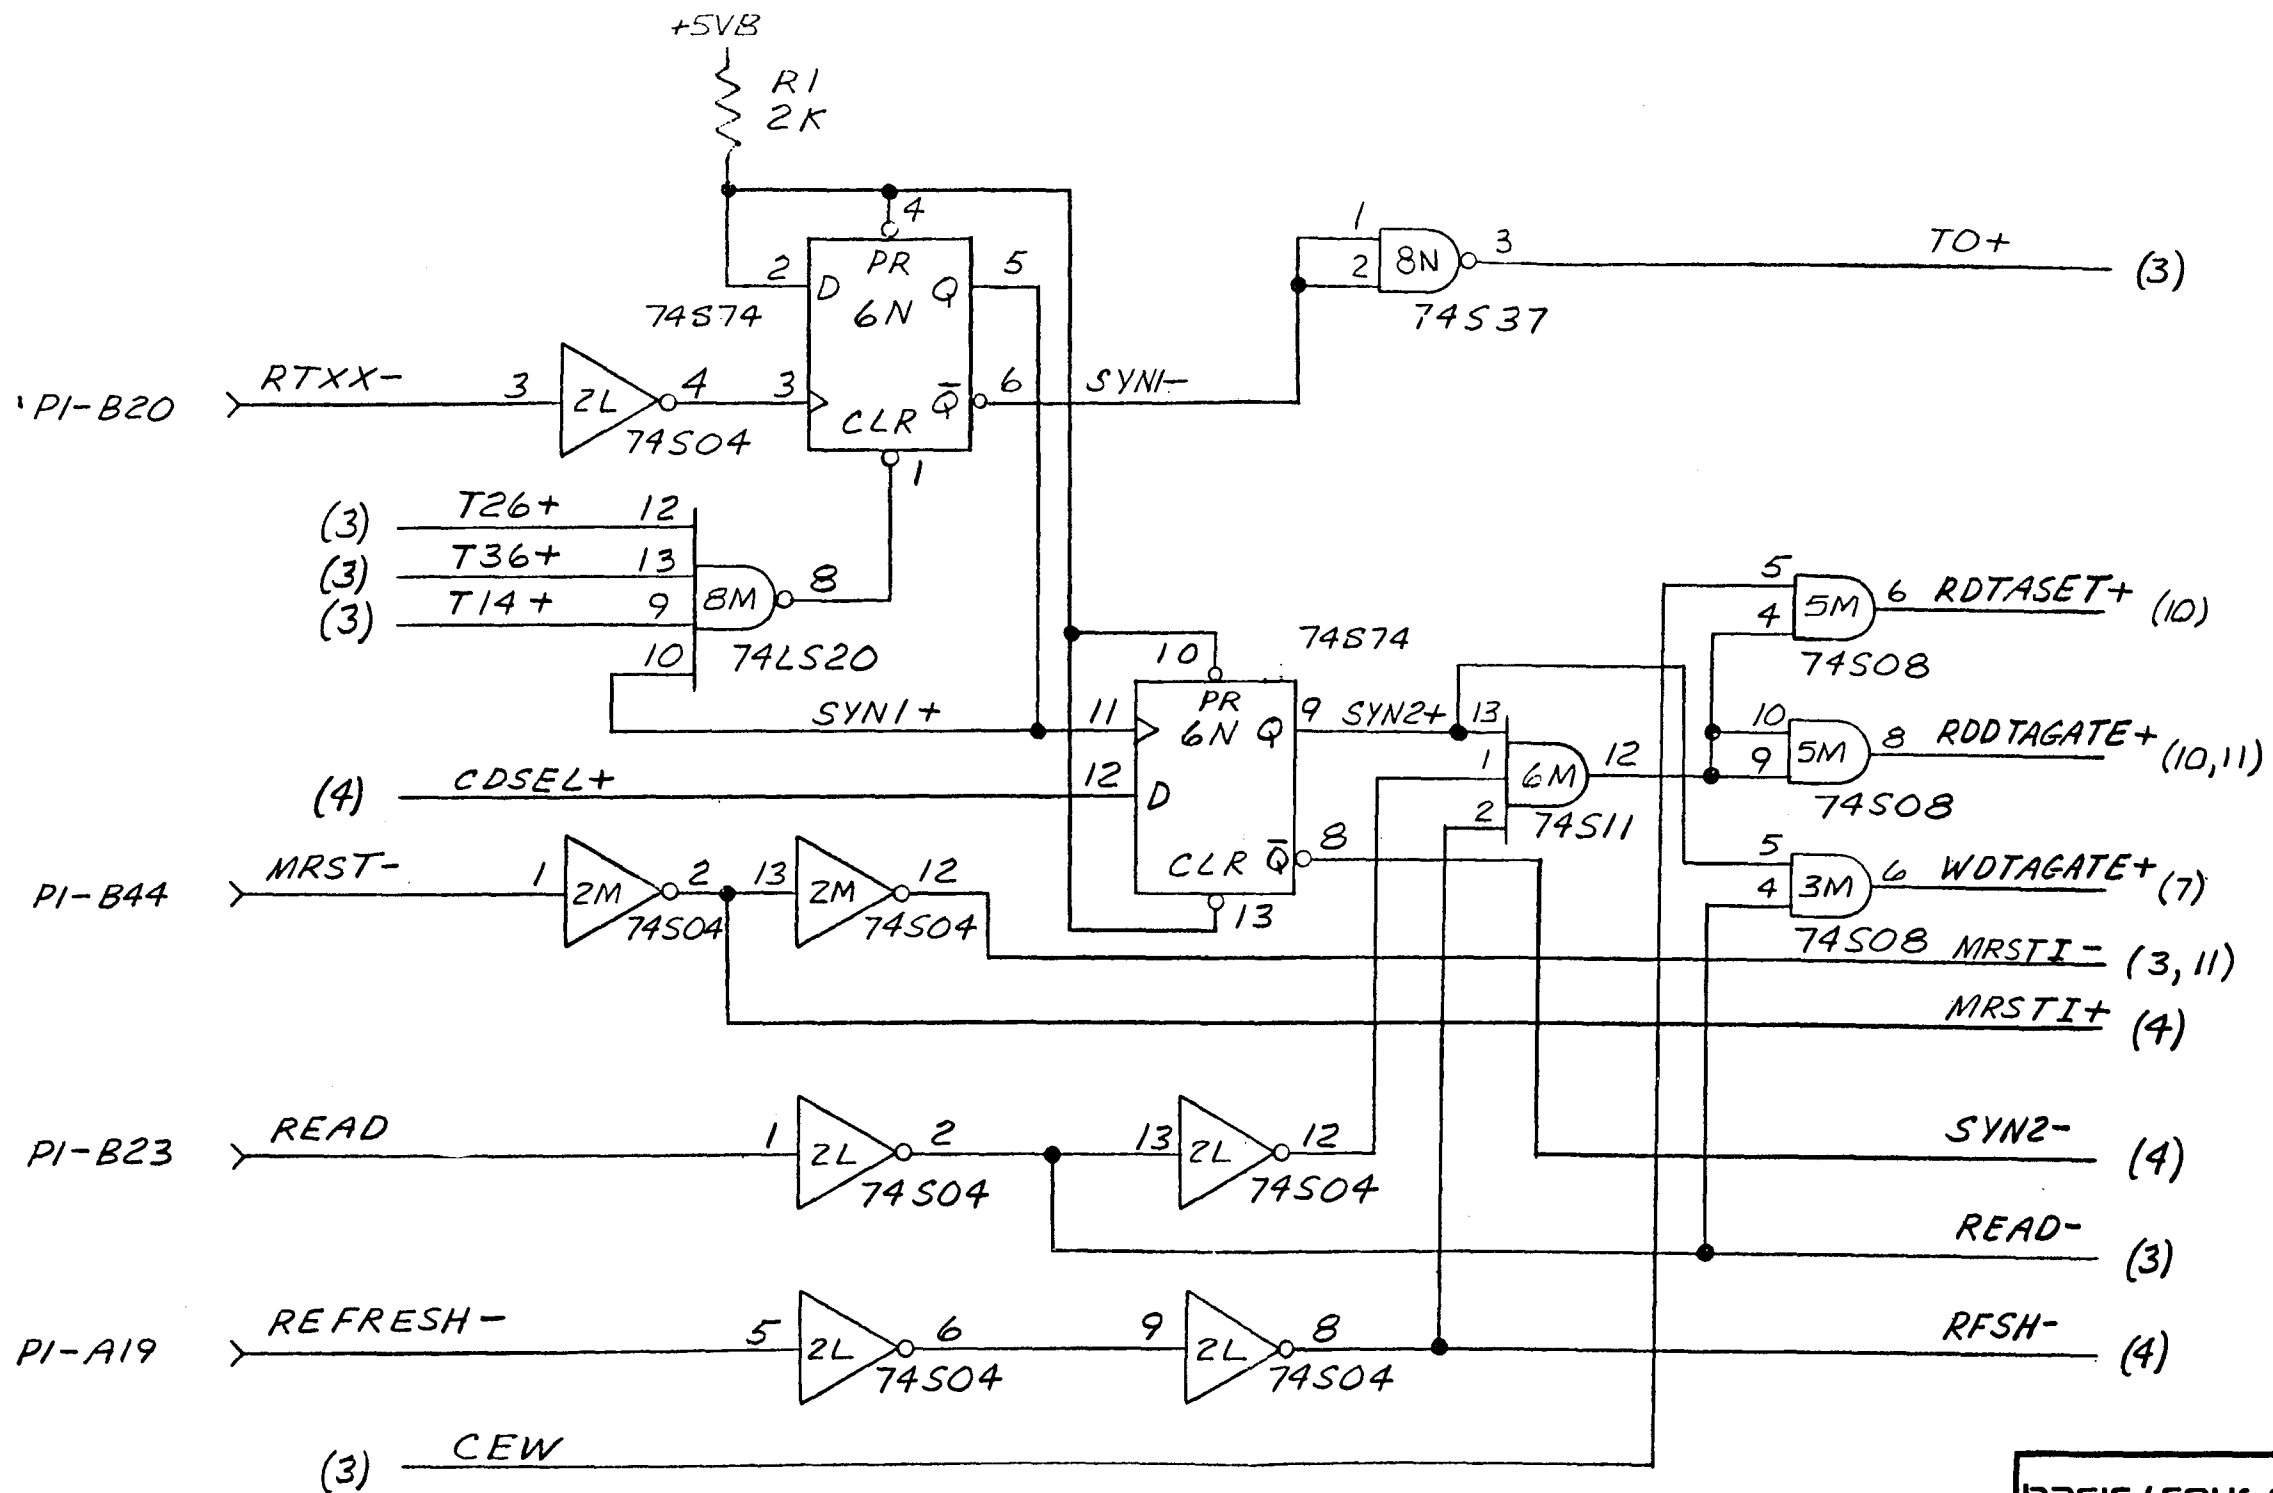 +5VB
R1
2K
4
PR
2 D Q 5
6N
74S74
3 CLR Q̅ 6
1
1
2 8N 3
74S37
TO+ (3)
SYN1-
P1-B20 RTXX- 3 2L 4
74S04
(3) T26+ 12
(3) T36+ 13
(3) T14+ 9
10
8M 8
74LS20
SYN1+ 11
(4) CDSEL+ 12
10
PR
74S74
6N Q 9 SYN2+ 13
D
CLR Q̅ 8
13
1
2
6M 12
74S11
5
4 5M 6 RDTASET+ (10)
74S08
10
9 5M 8 RDDTAGATE+ (10,11)
74S08
5
4 3M 6 WDTAGATE+ (7)
74S08
P1-B44 MRST- 1 2M 2 13 2M 12
74S04 74S04
MRSTI- (3,11)
MRSTI+ (4)
P1-B23 READ 1 2L 2 13 2L 12
74S04 74S04
SYN2- (4)
READ- (3)
P1-A19 REFRESH- 5 2L 6 9 2L 8
74S04 74S04
RFSH- (4)
(3) CEW